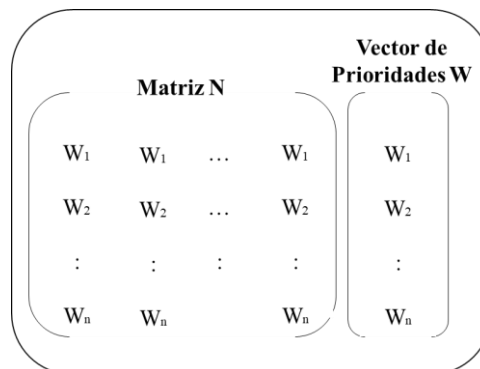 Vector de
Prioridades W
Matriz N
W₁ W₁ … W₁ W₁
W₂ W₂ … W₂ W₂
: : : : :
Wₙ Wₙ Wₙ Wₙ